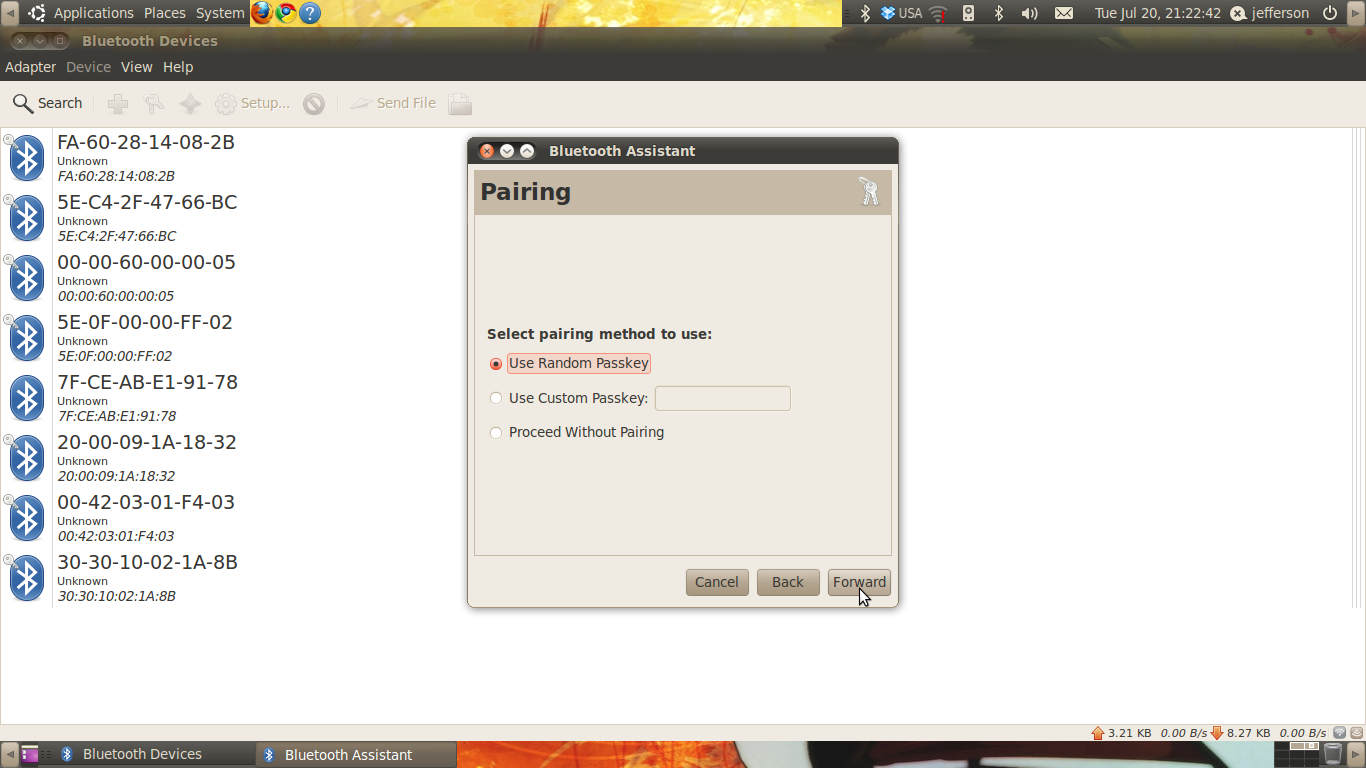 Applications Places System ? USA Tue Jul 20, 21:22:42 jefferson
Bluetooth Devices
Adapter Device View Help
Search Setup... Send File
FA-60-28-14-08-2B
Unknown
FA:60:28:14:08:2B
5E-C4-2F-47-66-BC
Unknown
5E:C4:2F:47:66:BC
00-00-60-00-00-05
Unknown
00:00:60:00:00:05
5E-0F-00-00-FF-02
Unknown
5E:0F:00:00:FF:02
7F-CE-AB-E1-91-78
Unknown
7F:CE:AB:E1:91:78
20-00-09-1A-18-32
Unknown
20:00:09:1A:18:32
00-42-03-01-F4-03
Unknown
00:42:03:01:F4:03
30-30-10-02-1A-8B
Unknown
30:30:10:02:1A:8B
Bluetooth Assistant
Pairing
Select pairing method to use:
Use Random Passkey
Use Custom Passkey:
Proceed Without Pairing
Cancel Back Forward
3.21 KB 0.00 B/s 8.27 KB 0.00 B/s
Bluetooth Devices Bluetooth Assistant